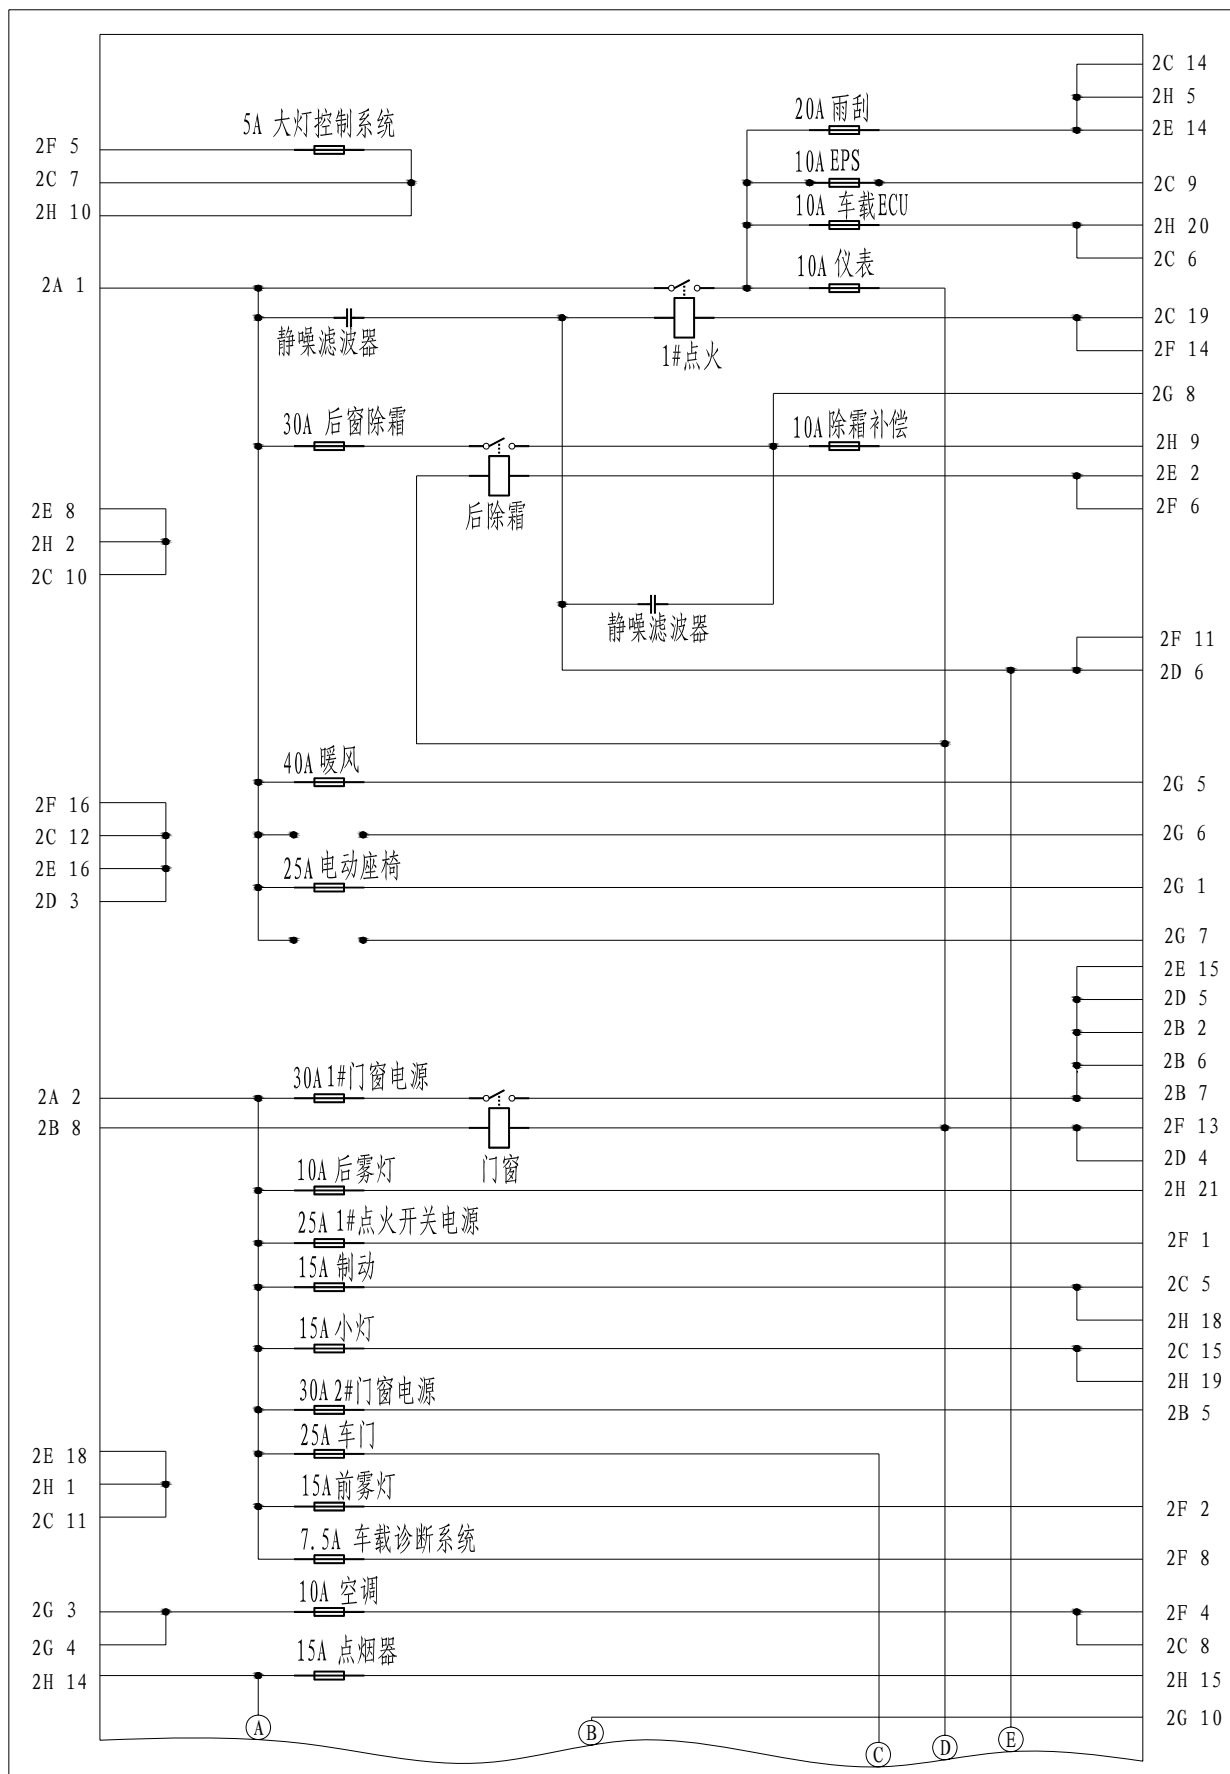 2C 14
2H 5
20A 雨刮
2E 14
5A 大灯控制系统
2F 5
10A EPS
2C 7
2C 9
2H 10
10A 车载ECU
2H 20
2C 6
2A 1
10A 仪表
2C 19
静噪滤波器
1#点火
2F 14
2G 8
30A 后窗除霜
10A 除霜补偿
2H 9
2E 2
2E 8
后除霜
2F 6
2H 2
2C 10
静噪滤波器
2F 11
2D 6
40A 暖风
2G 5
2F 16
2C 12
2G 6
2E 16
25A 电动座椅
2G 1
2D 3
2G 7
2E 15
2D 5
2B 2
2B 6
30A 1#门窗电源
2A 2
2B 7
2B 8
2F 13
门窗
2D 4
10A 后雾灯
2H 21
25A 1#点火开关电源
2F 1
15A 制动
2C 5
2H 18
15A 小灯
2C 15
2H 19
30A 2#门窗电源
2B 5
25A 车门
2E 18
2H 1
15A 前雾灯
2F 2
2C 11
7.5A 车载诊断系统
2F 8
10A 空调
2G 3
2F 4
2G 4
2C 8
15A 点烟器
2H 14
2H 15
2G 10
A
B
C
D
E